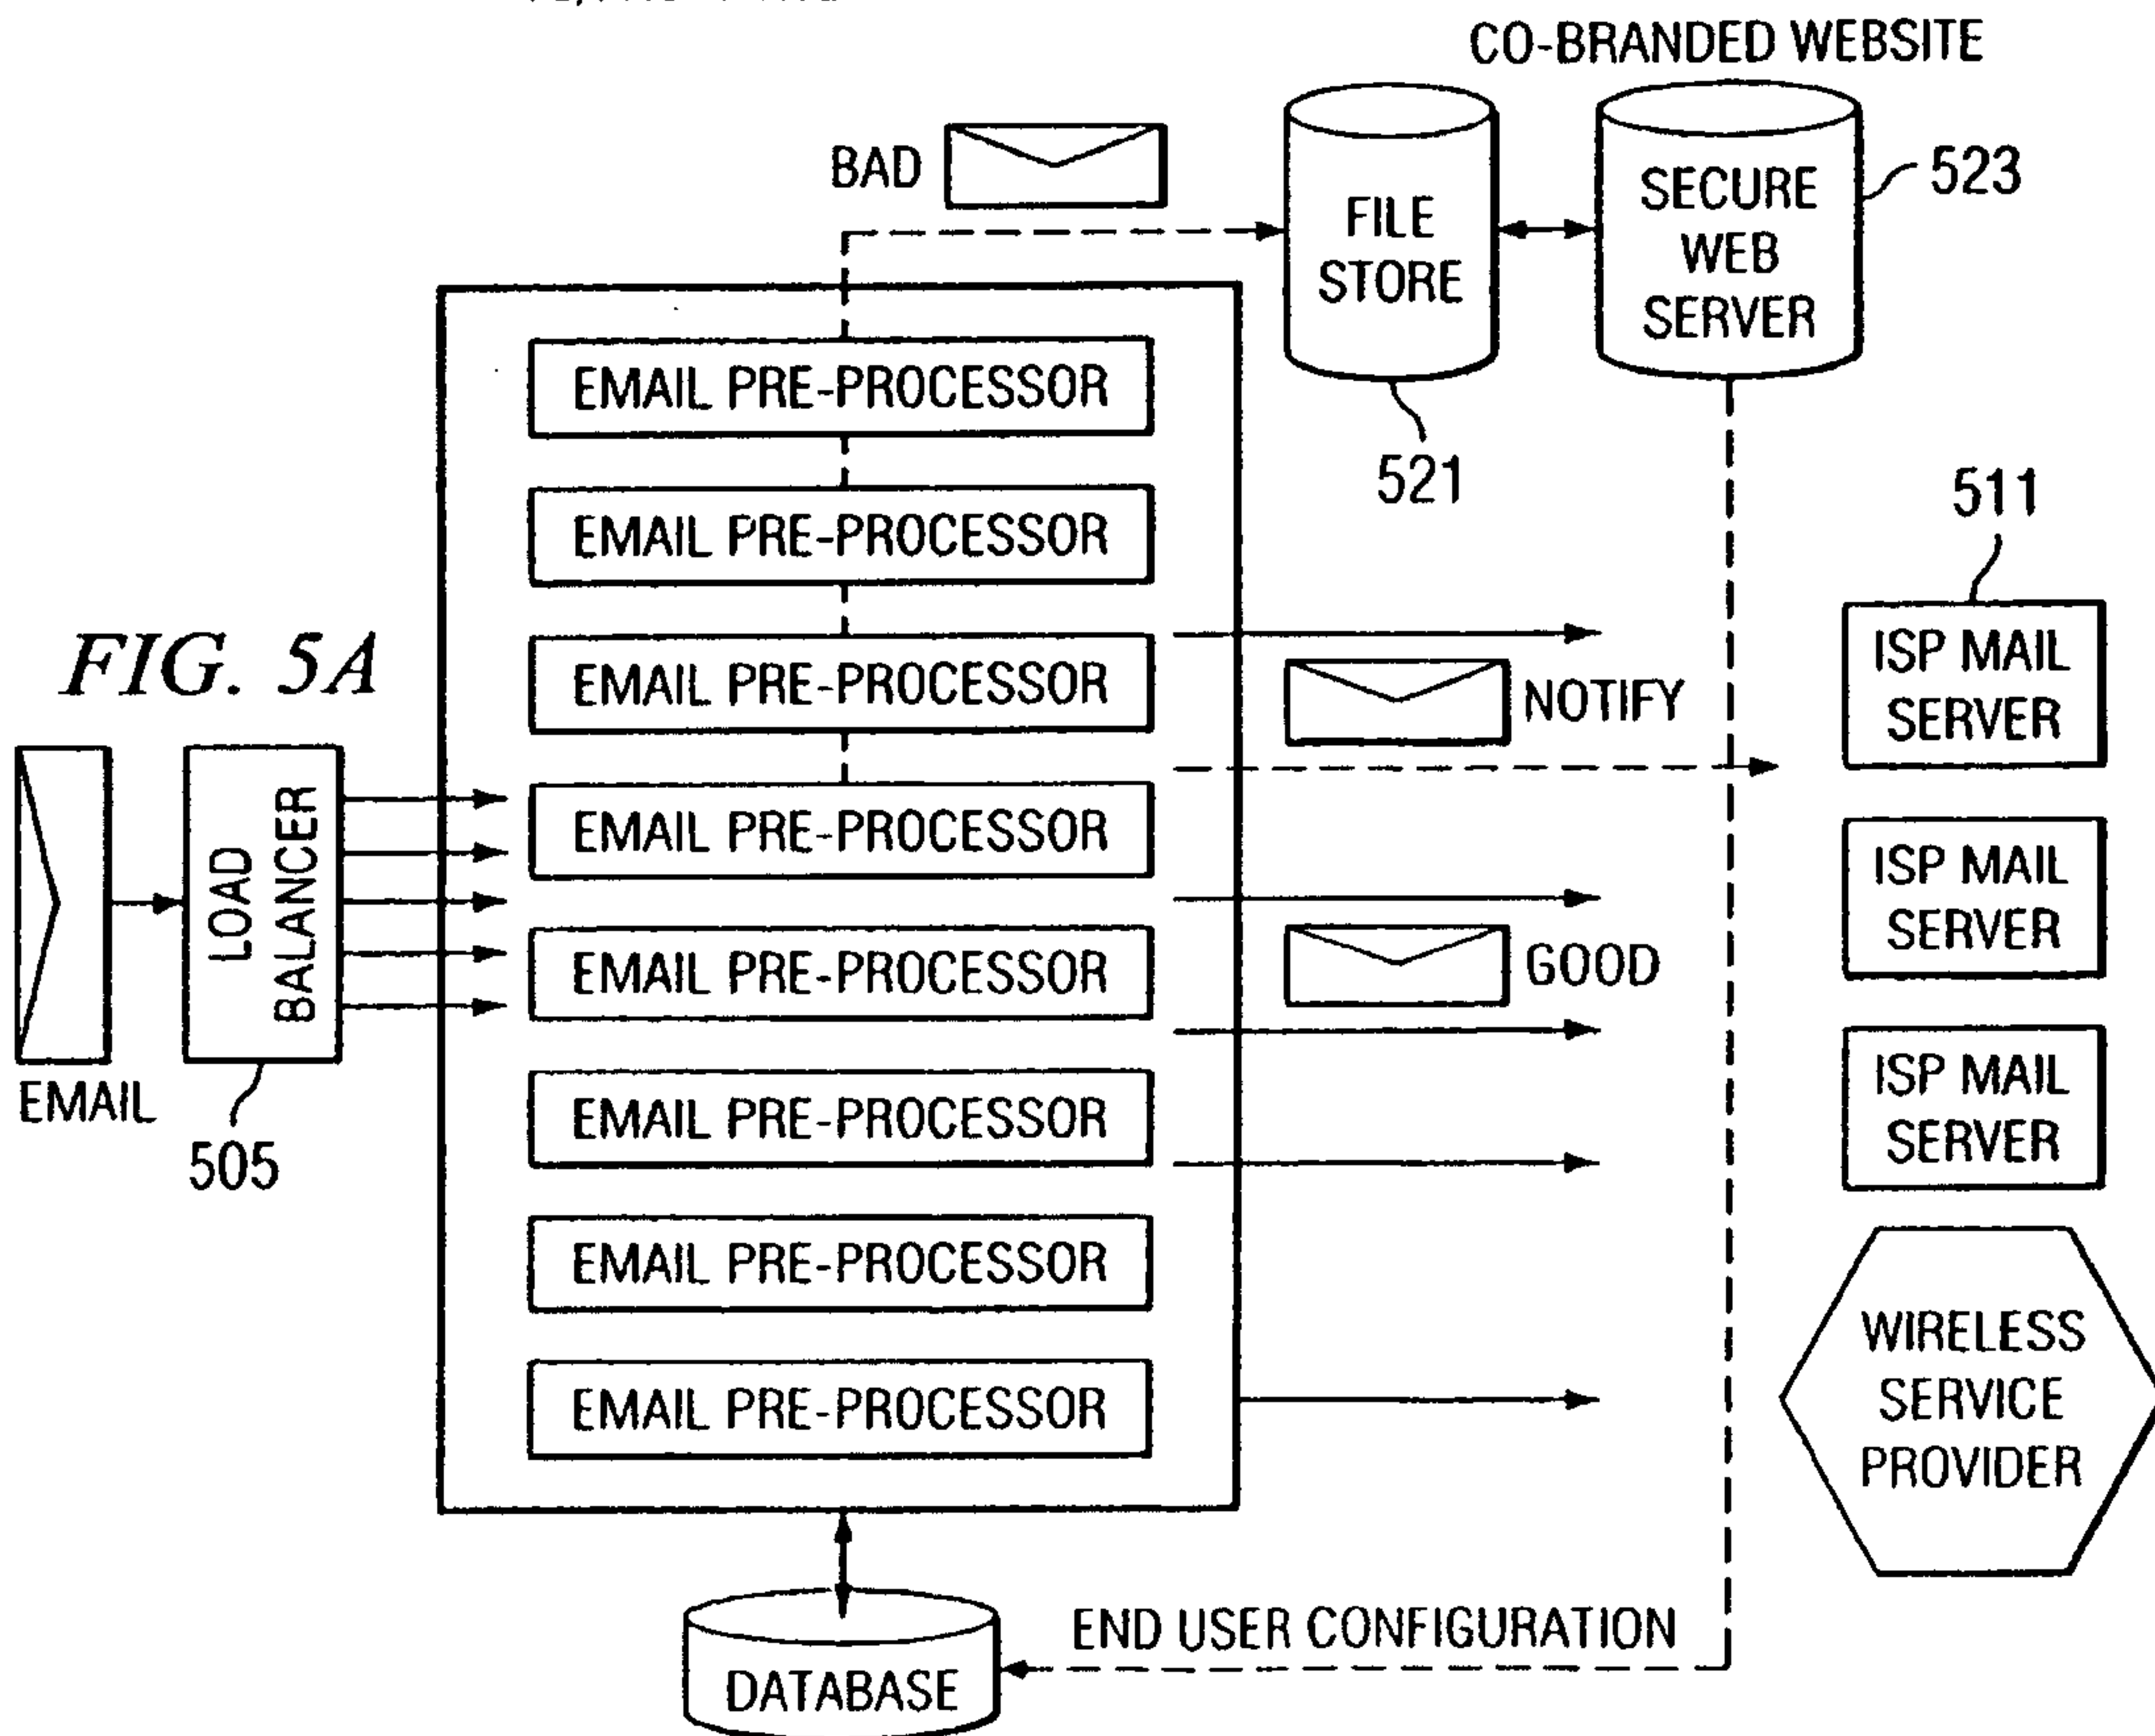 CO-BRANDED WEBSITE
BAD
FILE
STORE
SECURE
WEB
SERVER
523
521
511
EMAIL PRE-PROCESSOR
EMAIL PRE-PROCESSOR
EMAIL PRE-PROCESSOR
EMAIL PRE-PROCESSOR
EMAIL PRE-PROCESSOR
EMAIL PRE-PROCESSOR
EMAIL PRE-PROCESSOR
EMAIL PRE-PROCESSOR
FIG. 5A
EMAIL
LOAD
BALANCER
505
NOTIFY
GOOD
ISP MAIL
SERVER
ISP MAIL
SERVER
ISP MAIL
SERVER
WIRELESS
SERVICE
PROVIDER
END USER CONFIGURATION
DATABASE